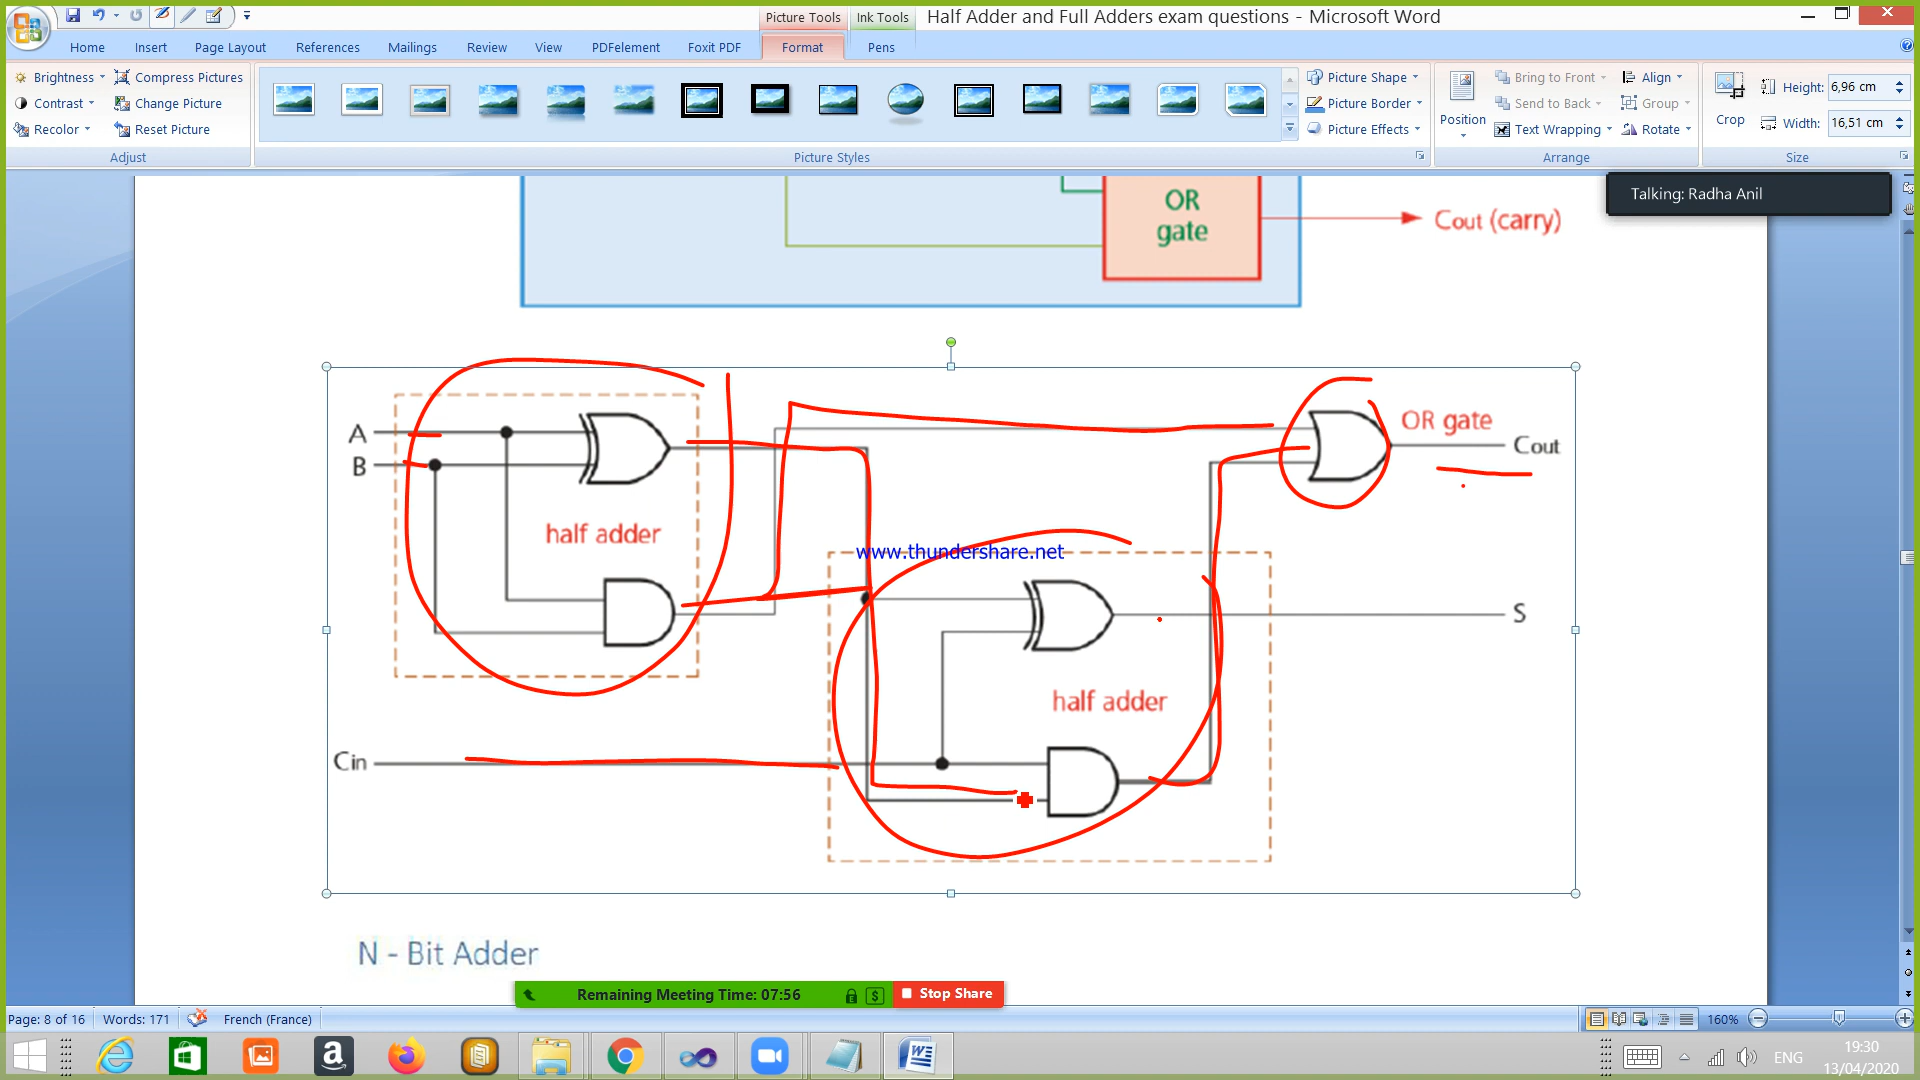 Picture Tools Ink Tools Half Adder and Full Adders exam questions - Microsoft Word
Home Insert Page Layout References Mailings Review View PDFelement Foxit PDF Format Pens
Brightness Compress Pictures Picture Shape Bring to Front Align Height: 6,96 cm
Contrast Change Picture Picture Border Send to Back Group
Recolor Reset Picture Picture Effects Position Text Wrapping Rotate Crop Width: 16,51 cm
Adjust Picture Styles Arrange Size
Talking: Radha Anil
OR
gate
Cout (carry)
A
B
half adder
OR gate
Cout
www.thundershare.net
S
half adder
Cin
N - Bit Adder
Remaining Meeting Time: 07:56 Stop Share
Page: 8 of 16 Words: 171 French (France) 160%
19:30
ENG
13/04/2020